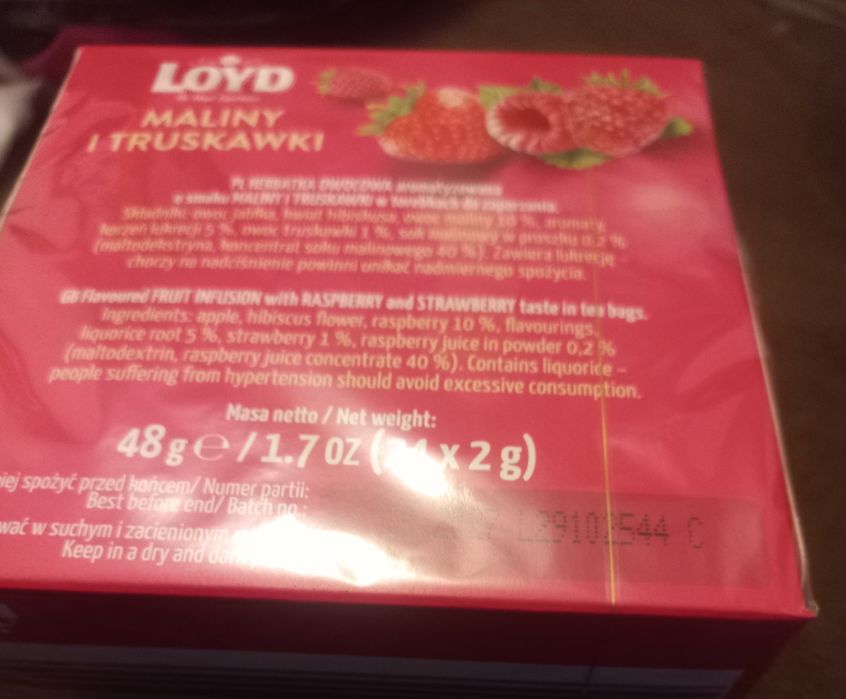 LOYD
MALINY
I TRUSKAWKI
PL HERBATKA OWOCOWA aromatyzowana
o smaku MALINY I TRUSKAWKI w torebkach do zaparzania.
Składniki: owoc jabłka, kwiat hibiskusa, owoc maliny 10 %, aromaty,
korzeń lukrecji 5 %, owoc truskawki 1 %, sok malinowy w proszku 0,2 %
(maltodekstryna, koncentrat soku malinowego 40 %). Zawiera lukrecję –
chorzy na nadciśnienie powinni unikać nadmiernego spożycia.
GB Flavoured FRUIT INFUSION with RASPBERRY and STRAWBERRY taste in tea bags.
Ingredients: apple, hibiscus flower, raspberry 10 %, flavourings,
liquorice root 5 %, strawberry 1 %, raspberry juice in powder 0,2 %
(maltodextrin, raspberry juice concentrate 40 %). Contains liquorice –
people suffering from hypertension should avoid excessive consumption.
Masa netto / Net weight:
48 g e / 1.7 OZ (24 x 2 g)
spożyć przed końcem/ Numer partii:
Best before end/ Batch no.:
L29102544 C
w suchym i zacienionym
Keep in a dry and dark